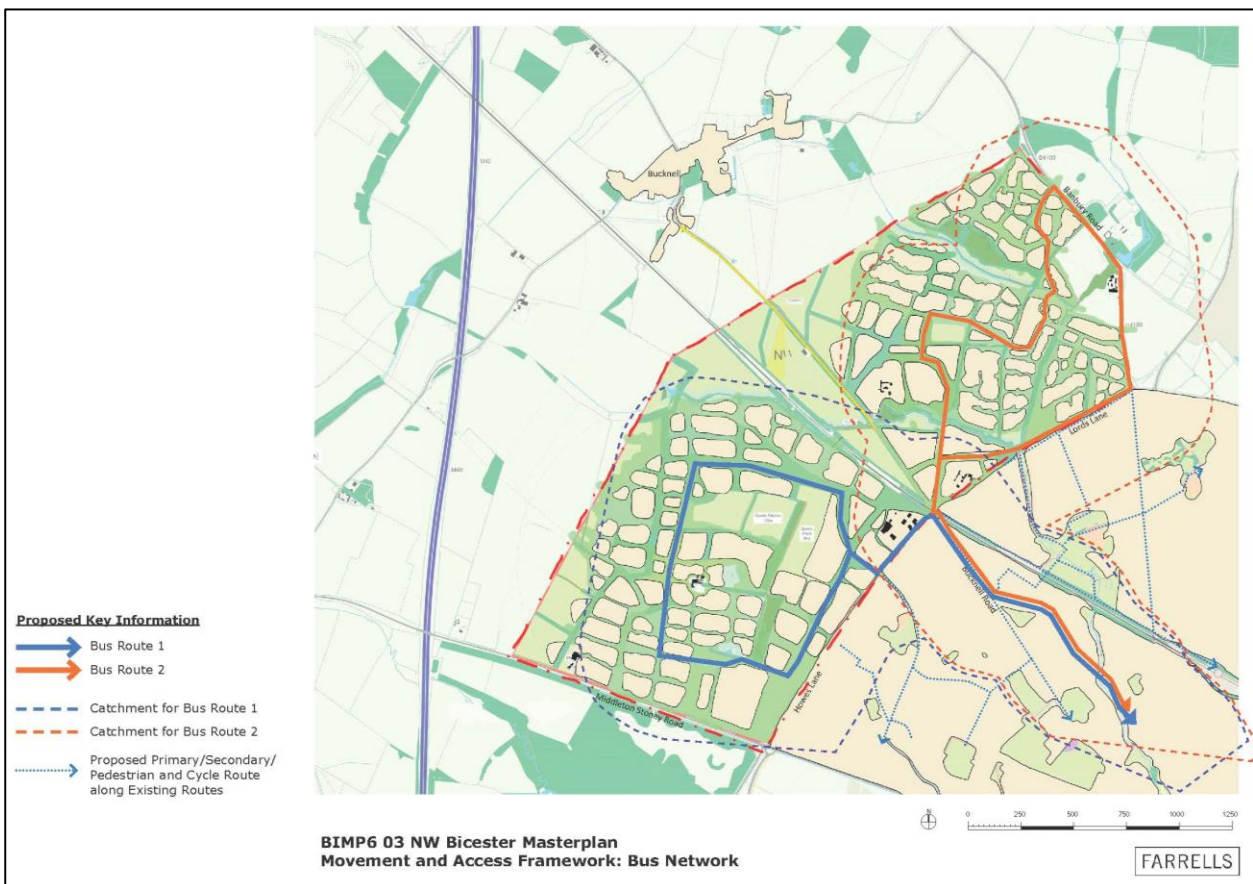 Bucknell
B4100
Banbury Road
Lords Lane
Bucknell Road
Howes Lane
Middleton Stoney Road
Proposed Key Information
Bus Route 1
Bus Route 2
Catchment for Bus Route 1
Catchment for Bus Route 2
Proposed Primary/Secondary/
Pedestrian and Cycle Route
along Existing Routes
N
0 250 500 750 1000 1250
BIMP6 03 NW Bicester Masterplan
Movement and Access Framework: Bus Network
FARRELLS